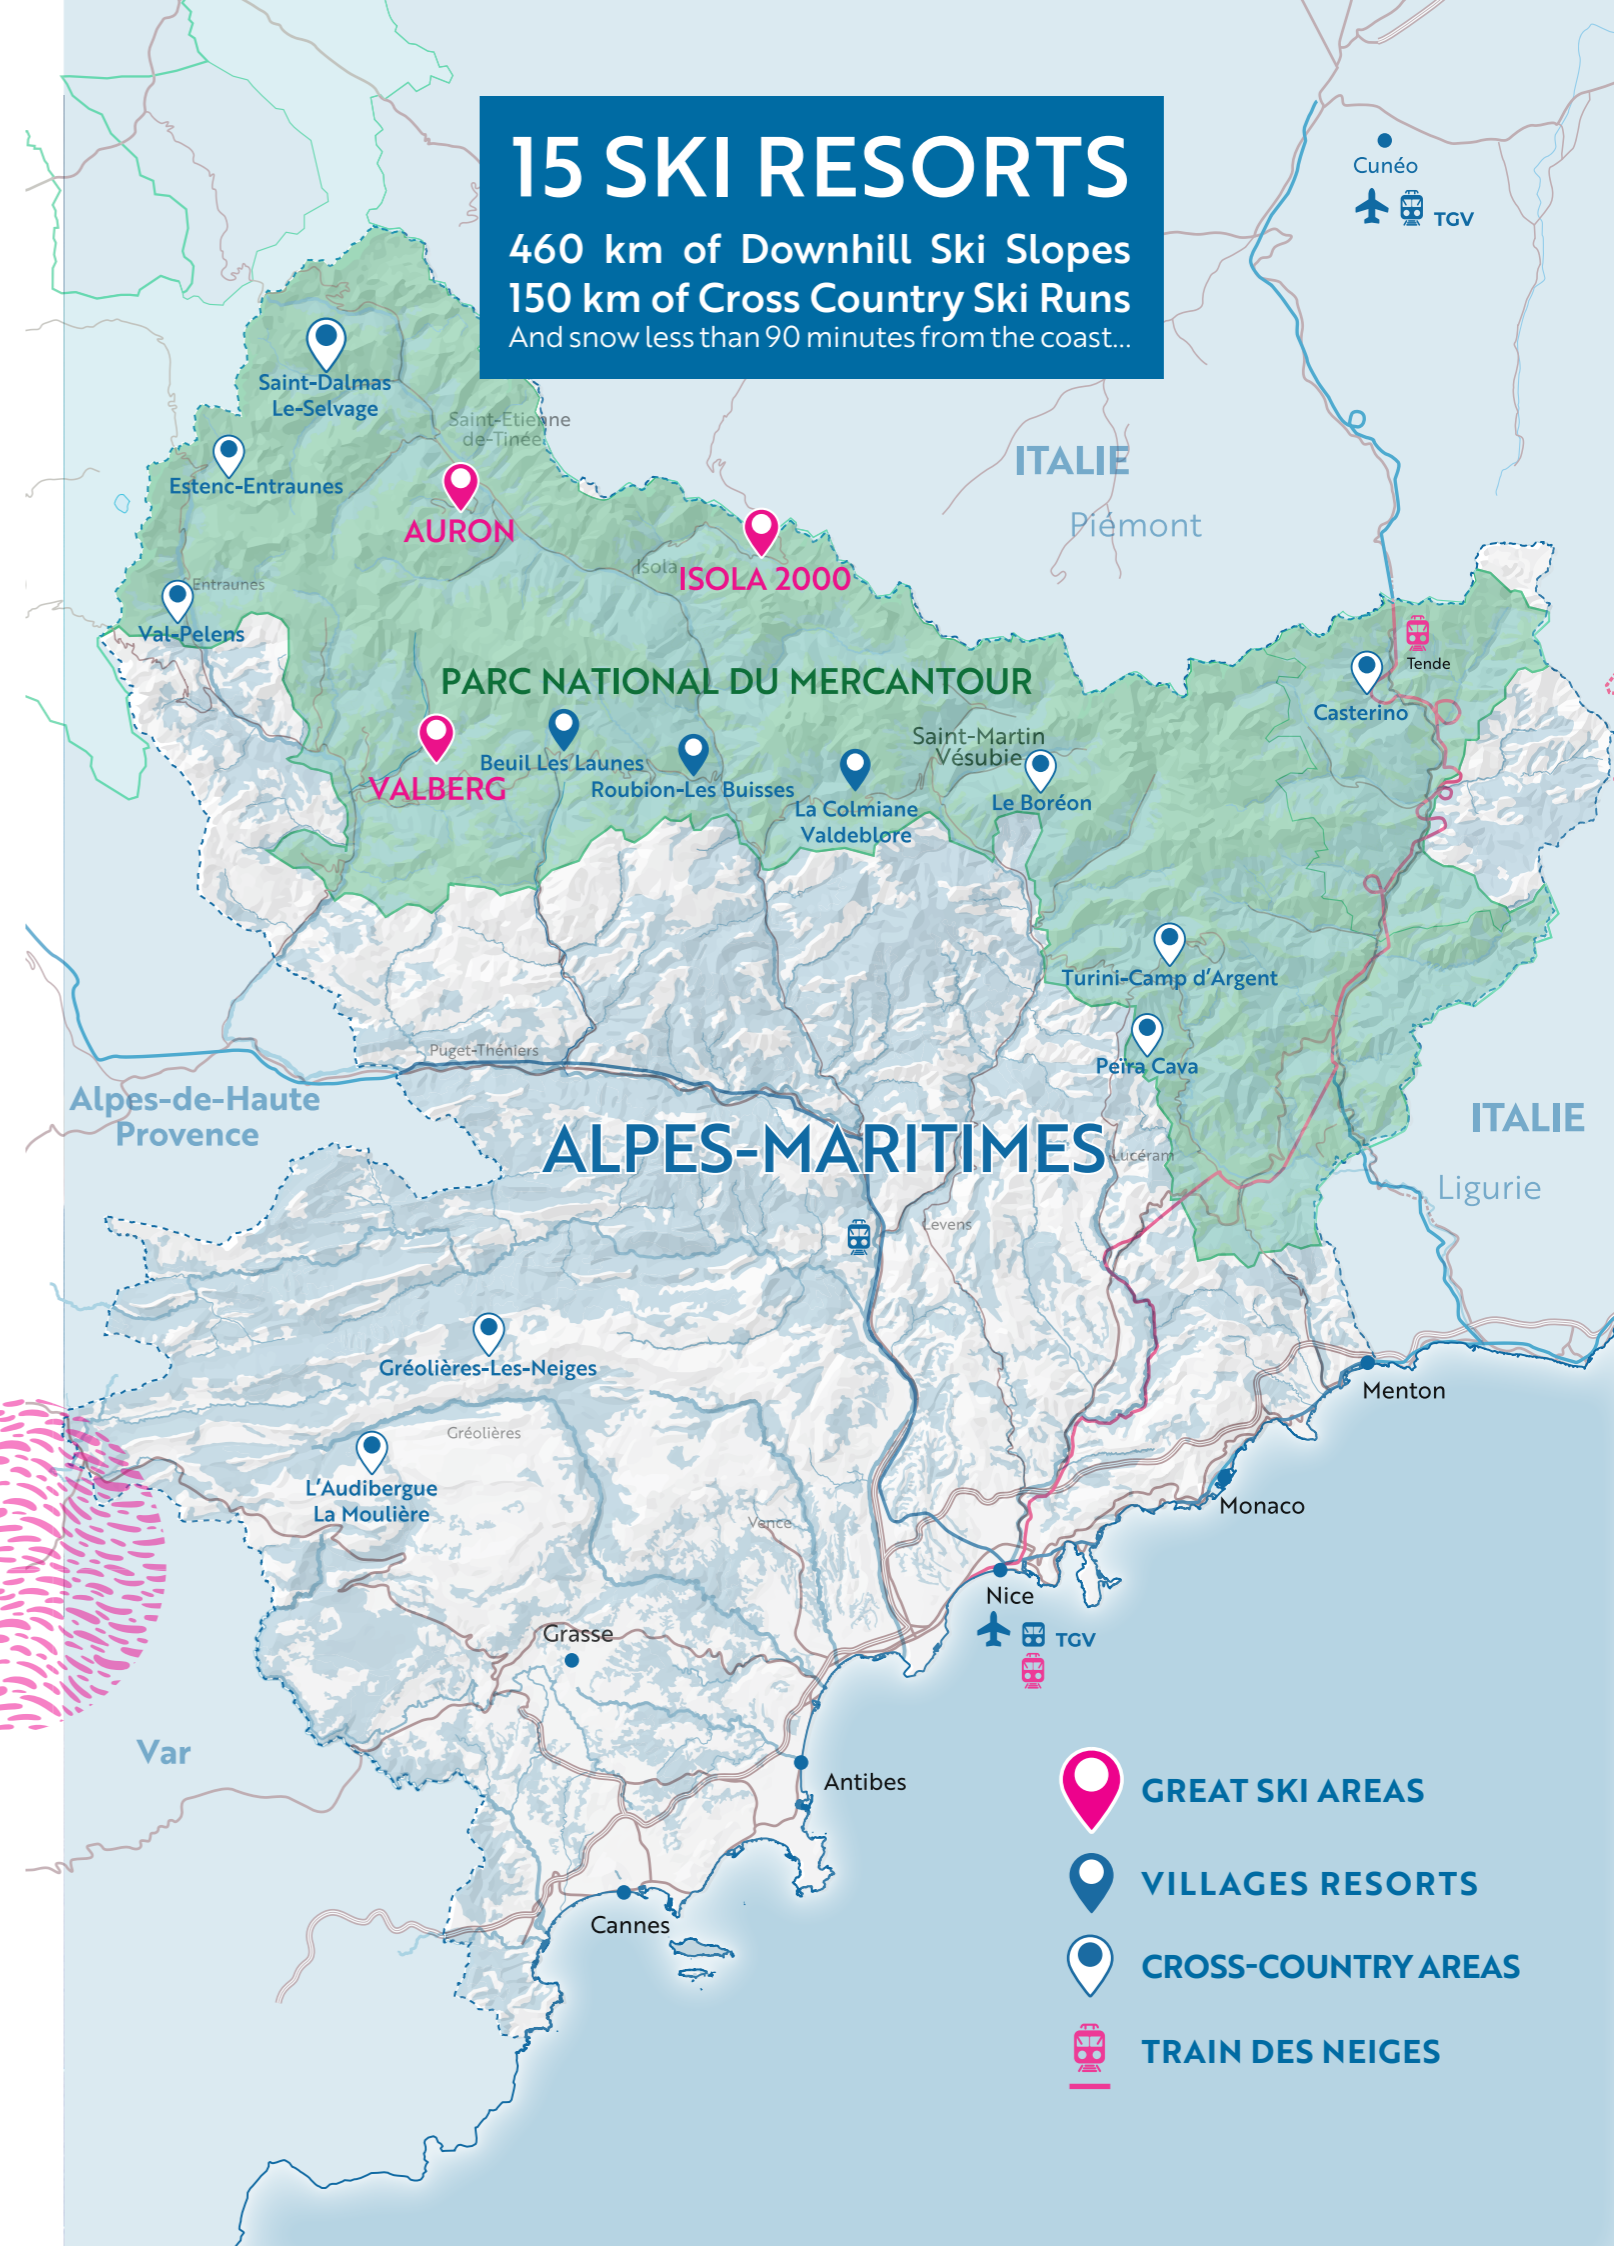 15 SKI RESORTS
460 km of Downhill Ski Slopes
150 km of Cross Country Ski Runs
And snow less than 90 minutes from the coast...
Cunéo
TGV
Saint-Dalmas
Le-Selvage
Saint-Etienne
de-Tinée
ITALIE
Estenc-Entraunes
AURON
Piémont
Isola
ISOLA 2000
Entraunes
Val-Pelens
Tende
PARC NATIONAL DU MERCANTOUR
Casterino
Saint-Martin
Vésubie
Beuil Les Launes
VALBERG
Roubion-Les Buisses
La Colmiane
Valdeblore
Le Boréon
Turini-Camp d'Argent
Puget-Théniers
Peïra Cava
Alpes-de-Haute
Provence
ITALIE
ALPES-MARITIMES
Lucéram
Ligurie
Levens
Gréolières-Les-Neiges
Menton
Gréolières
L'Audibergue
La Moulière
Monaco
Vence
Nice
TGV
Grasse
Var
Antibes
GREAT SKI AREAS
VILLAGES RESORTS
Cannes
CROSS-COUNTRY AREAS
TRAIN DES NEIGES